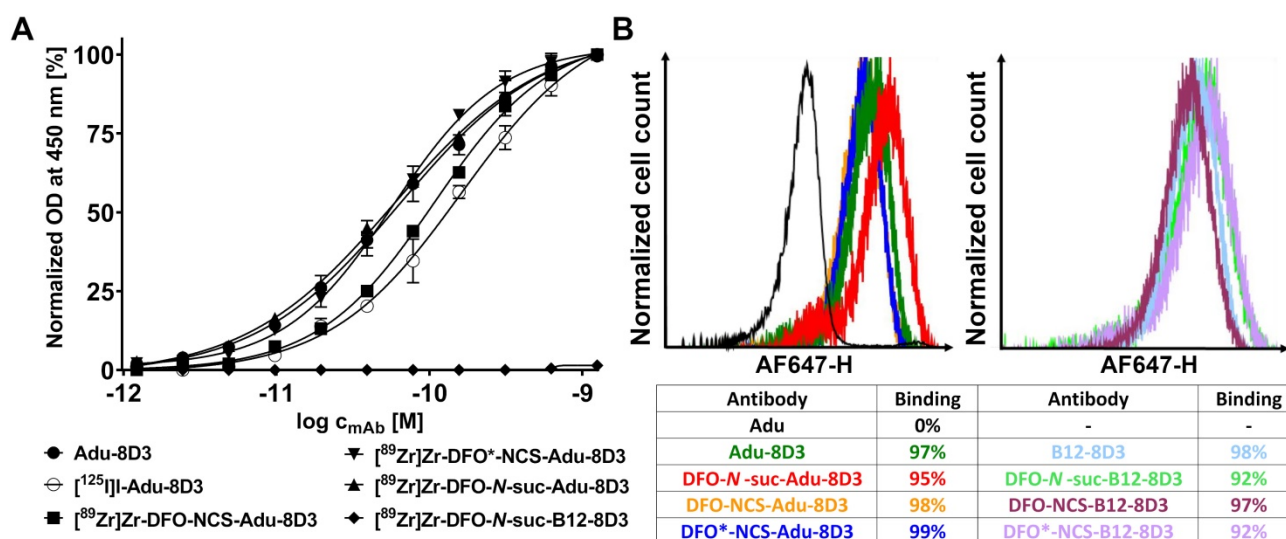 A
Normalized OD at 450 nm [%]
100
75
50
25
0
-12
-11
-10
-9
log c_mAb [M]
Adu-8D3
[¹²⁵I]I-Adu-8D3
[⁸⁹Zr]Zr-DFO-NCS-Adu-8D3
[⁸⁹Zr]Zr-DFO*-NCS-Adu-8D3
[⁸⁹Zr]Zr-DFO-N-suc-Adu-8D3
[⁸⁹Zr]Zr-DFO-N-suc-B12-8D3
B
Normalized cell count
AF647-H
Normalized cell count
AF647-H
Antibody Binding Antibody Binding
Adu 0% - -
Adu-8D3 97% B12-8D3 98%
DFO-N-suc-Adu-8D3 95% DFO-N-suc-B12-8D3 92%
DFO-NCS-Adu-8D3 98% DFO-NCS-B12-8D3 97%
DFO*-NCS-Adu-8D3 99% DFO*-NCS-B12-8D3 92%